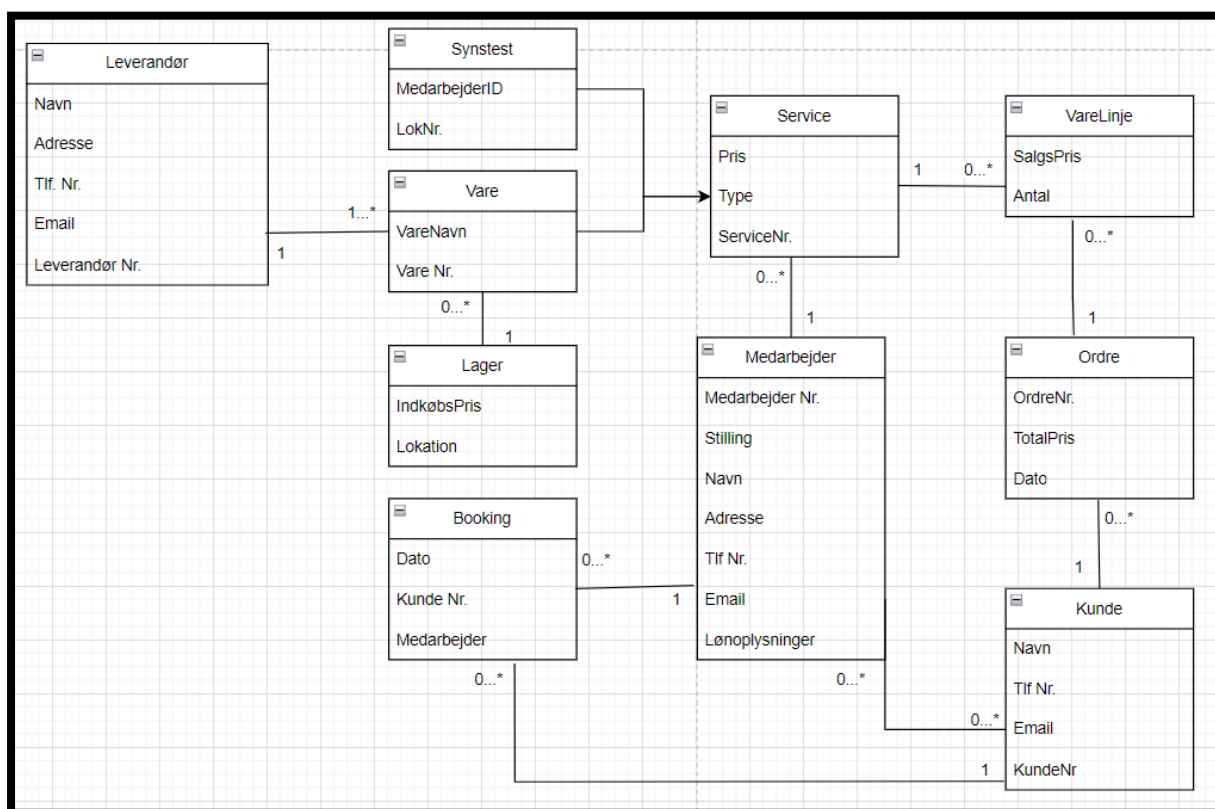 Leverandør
Navn
Adresse
Tlf. Nr.
Email
Leverandør Nr.
1...*
1
Synstest
MedarbejderID
LokNr.
Vare
VareNavn
Vare Nr.
0...*
1
Lager
IndkøbsPris
Lokation
Service
Pris
Type
ServiceNr.
1
0...*
0...*
1
VareLinje
SalgsPris
Antal
0...*
1
Booking
Dato
Kunde Nr.
Medarbejder
0...*
1
0...*
1
Medarbejder
Medarbejder Nr.
Stilling
Navn
Adresse
Tlf Nr.
Email
Lønoplysninger
0...*
0...*
Ordre
OrdreNr.
TotalPris
Dato
0...*
1
Kunde
Navn
Tlf Nr.
Email
KundeNr